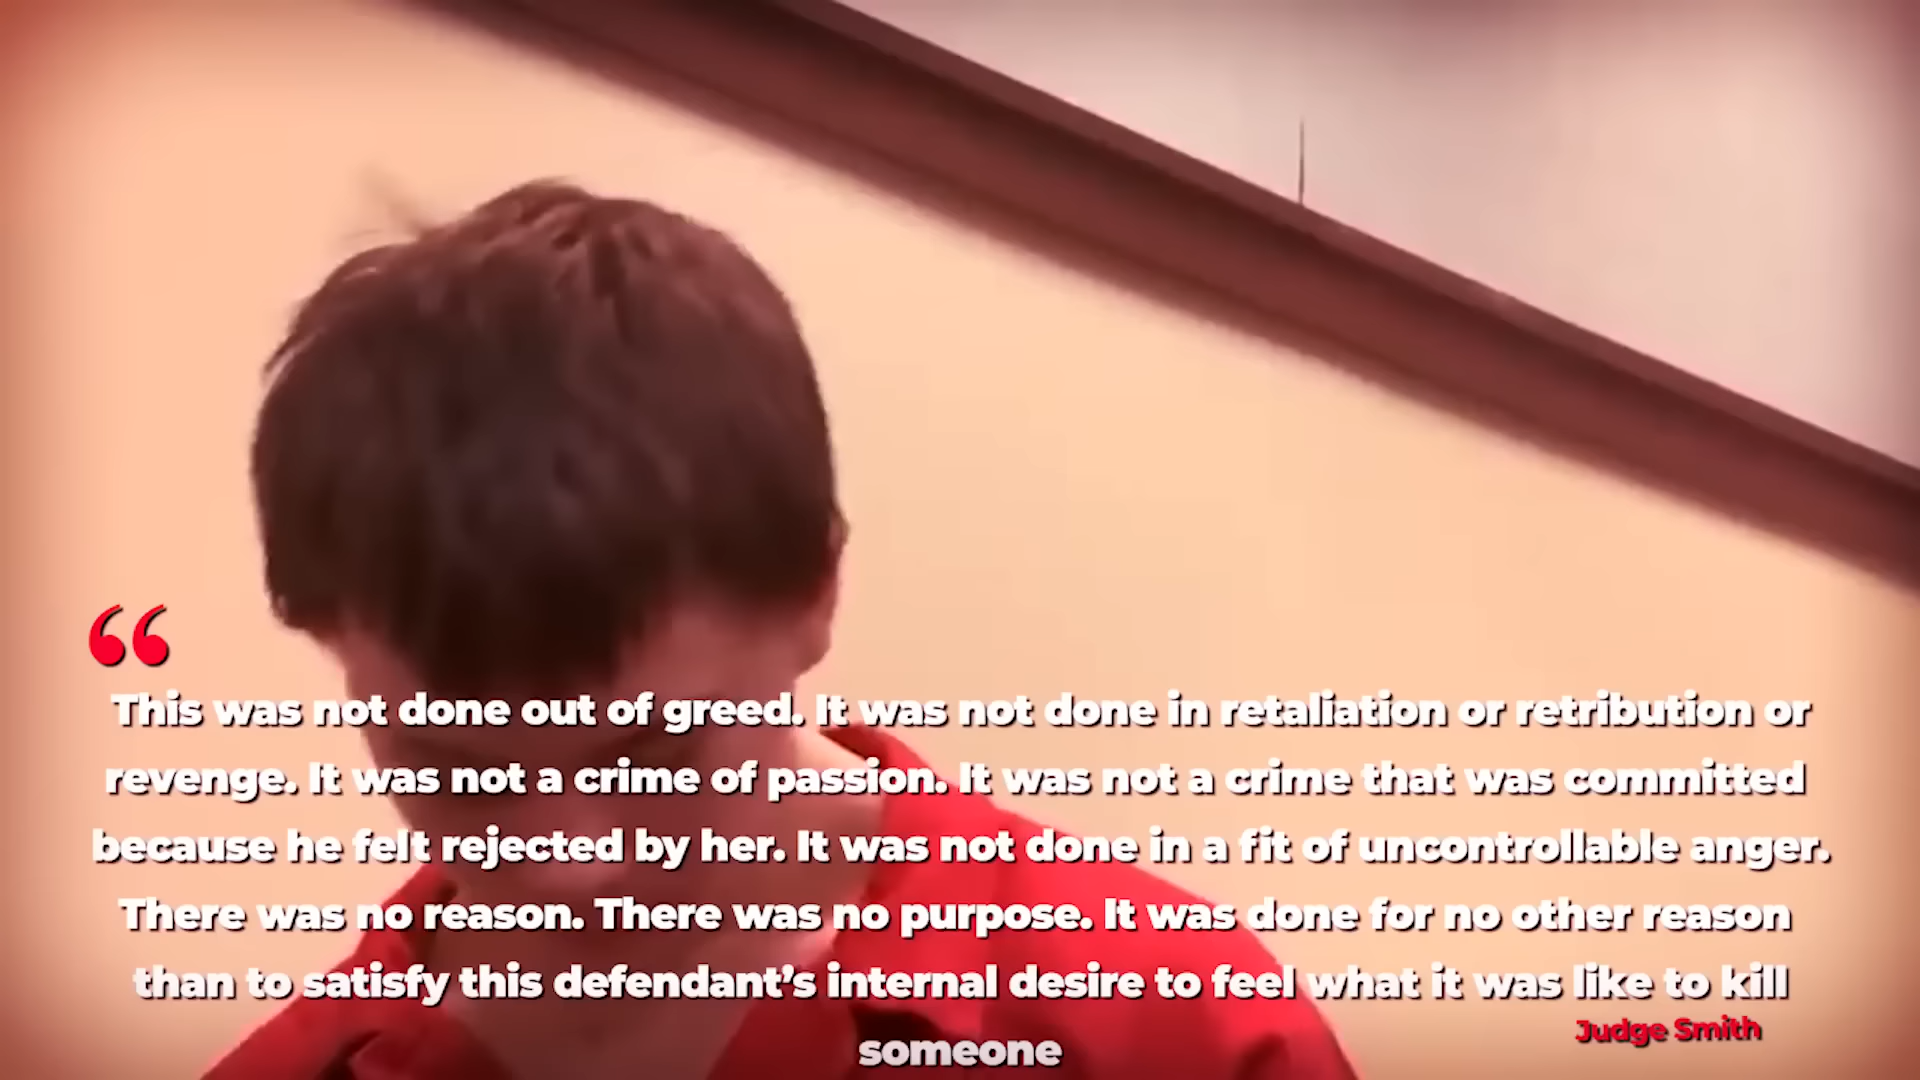 “
This was not done out of greed. It was not done in retaliation or retribution or
revenge. It was not a crime of passion. It was not a crime that was committed
because he felt rejected by her. It was not done in a fit of uncontrollable anger.
There was no reason. There was no purpose. It was done for no other reason
than to satisfy this defendant’s internal desire to feel what it was like to kill
someone
Judge Smith